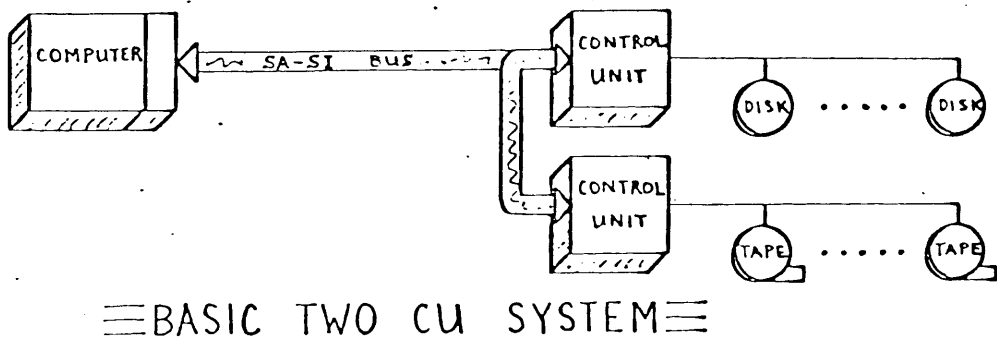 COMPUTER
SA-SI BUS
CONTROL UNIT
DISK ..... DISK
CONTROL UNIT
TAPE ..... TAPE
BASIC TWO CU SYSTEM